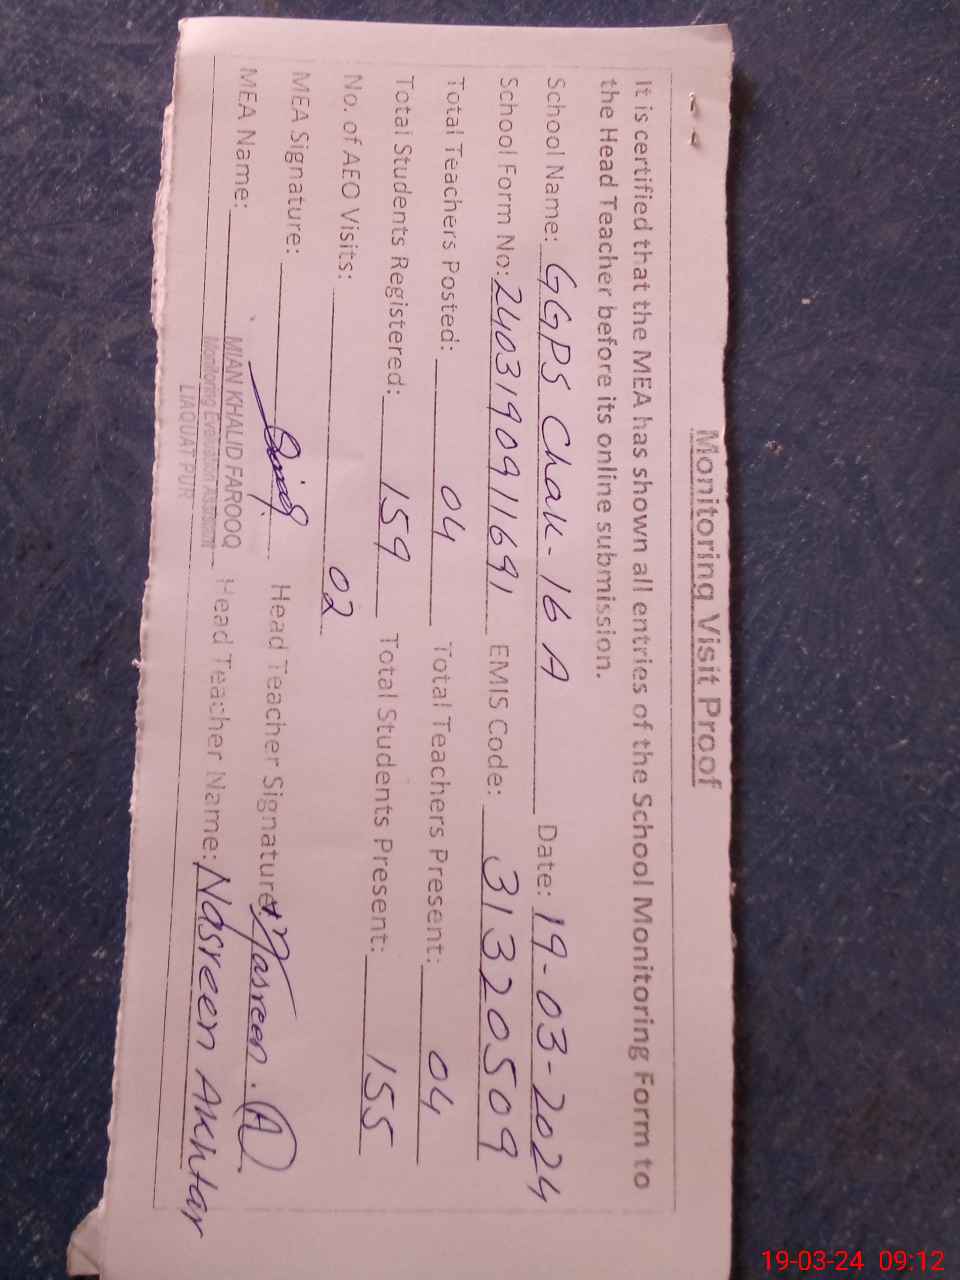 Monitoring Visit Proof
It is certified that the MEA has shown all entries of the School Monitoring Form to
the Head Teacher before its online submission.
School Name: GGPS Chak-16 A Date: 19-03-2024
School Form No: 2403190911691 EMIS Code: 31320509
Total Teachers Posted: 04 Total Teachers Present: 04
Total Students Registered: 159 Total Students Present: 155
No. of AEO Visits: 02
MEA Signature: Head Teacher Signature: Nasreen. (A)
MEA Name: MIAN KHALID FAROOQ Head Teacher Name: Nasreen Akhtar
Monitoring Evaluation Assistant
LIAQUAT PUR
19-03-24 09:12